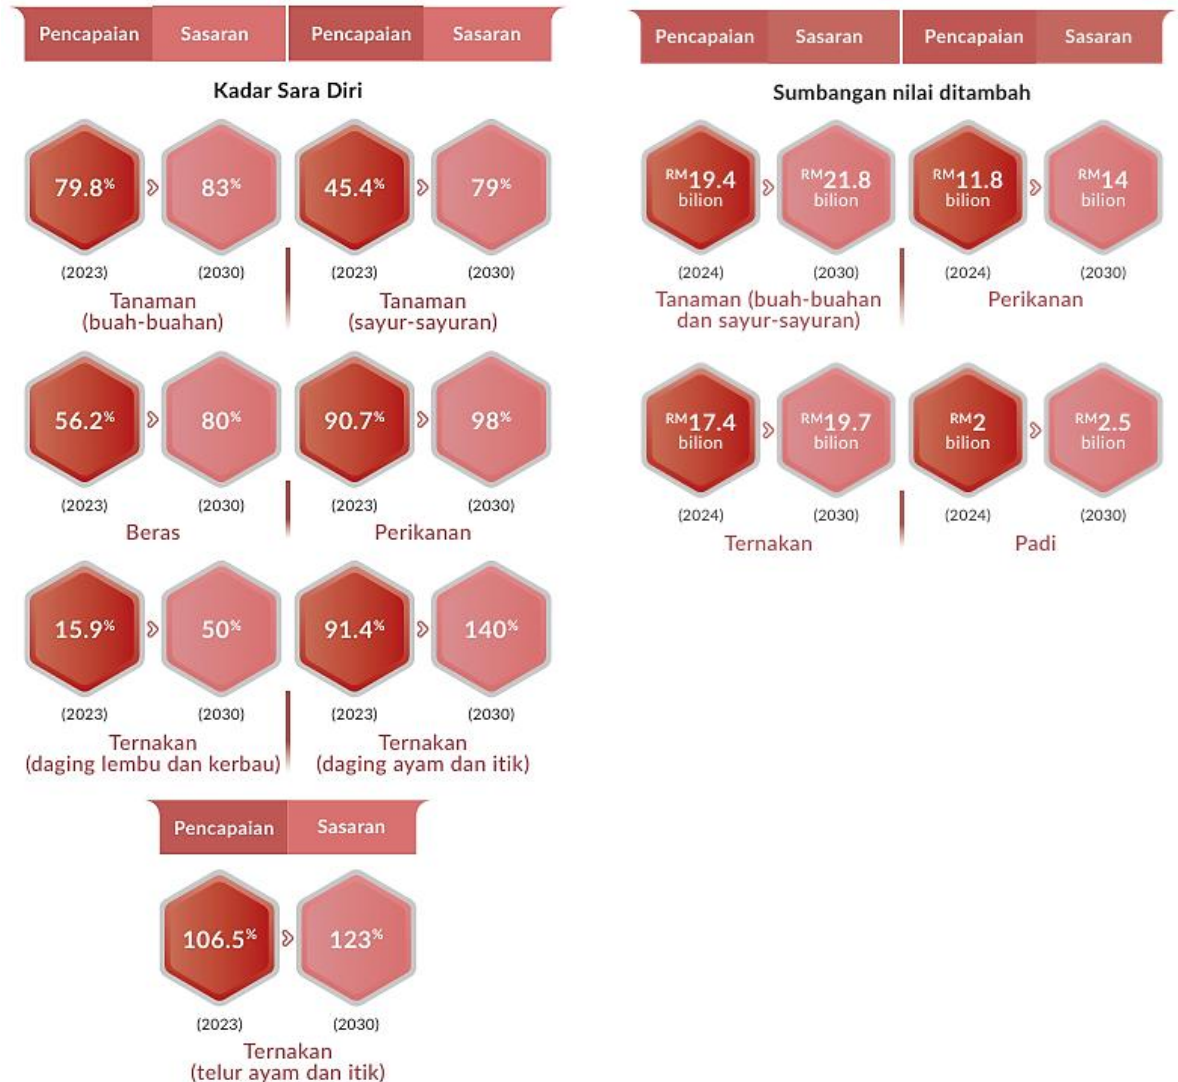 Pencapaian Sasaran Pencapaian Sasaran
Kadar Sara Diri
79.8% 83% 45.4% 79%
(2023) (2030) (2023) (2030)
Tanaman
(buah-buahan)
Tanaman
(sayur-sayuran)
56.2% 80% 90.7% 98%
(2023) (2030) (2023) (2030)
Beras Perikanan
15.9% 50% 91.4% 140%
(2023) (2030) (2023) (2030)
Ternakan
(daging lembu dan kerbau)
Ternakan
(daging ayam dan itik)
Pencapaian Sasaran
106.5% 123%
(2023) (2030)
Ternakan
(telur ayam dan itik)
Pencapaian Sasaran Pencapaian Sasaran
Sumbangan nilai ditambah
RM19.4
bilion
RM21.8
bilion
RM11.8
bilion
RM14
bilion
(2024) (2030) (2024) (2030)
Tanaman (buah-buahan
dan sayur-sayuran)
Perikanan
RM17.4
bilion
RM19.7
bilion
RM2
bilion
RM2.5
bilion
(2024) (2030) (2024) (2030)
Ternakan Padi